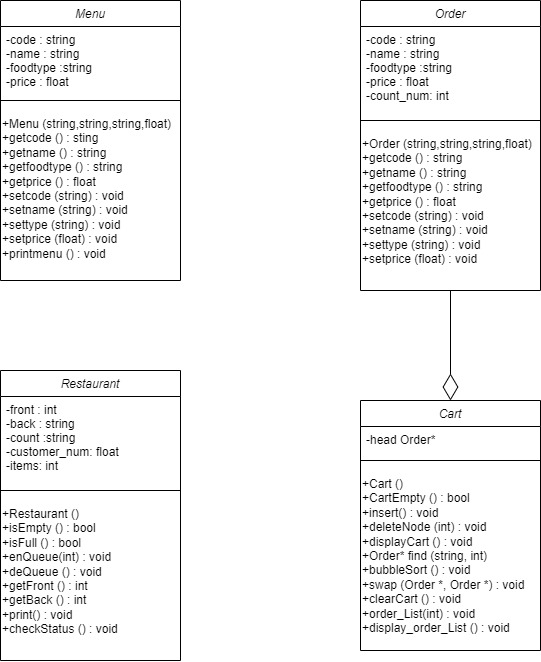 Menu
-code : string
-name : string
-foodtype :string
-price : float
+Menu (string,string,string,float)
+getcode () : sting
+getname () : string
+getfoodtype () : string
+getprice () : float
+setcode (string) : void
+setname (string) : void
+settype (string) : void
+setprice (float) : void
+printmenu () : void
Order
-code : string
-name : string
-foodtype :string
-price : float
-count_num: int
+Order (string,string,string,float)
+getcode () : string
+getname () : string
+getfoodtype () : string
+getprice () : float
+setcode (string) : void
+setname (string) : void
+settype (string) : void
+setprice (float) : void
Restaurant
-front : int
-back : string
-count :string
-customer_num: float
-items: int
+Restaurant ()
+isEmpty () : bool
+isFull () : bool
+enQueue(int) : void
+deQueue () : void
+getFront () : int
+getBack () : int
+print() : void
+checkStatus () : void
Cart
-head Order*
+Cart ()
+CartEmpty () : bool
+insert() : void
+deleteNode (int) : void
+displayCart () : void
+Order* find (string, int)
+bubbleSort () : void
+swap (Order *, Order *) : void
+clearCart () : void
+order_List(int) : void
+display_order_List () : void